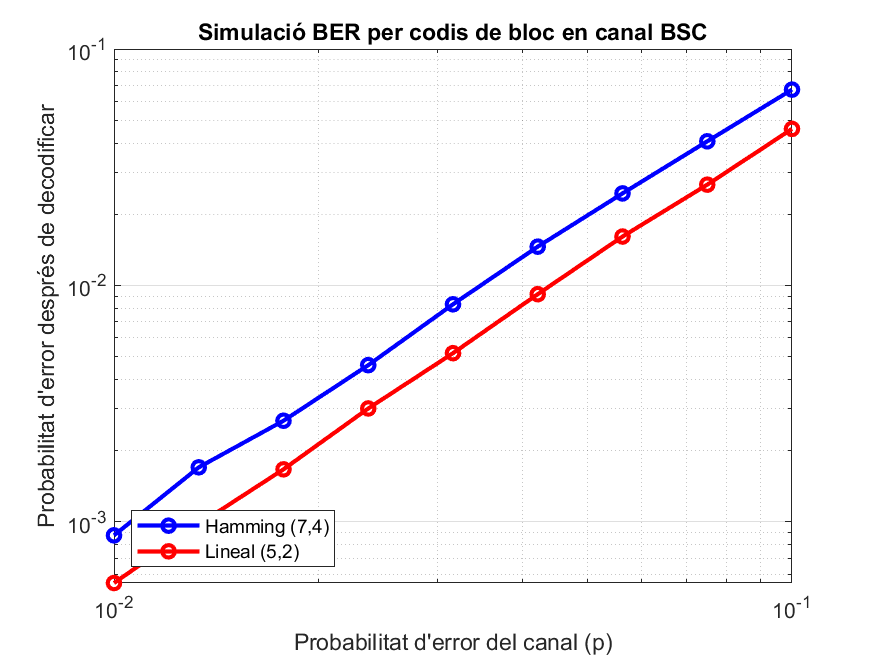 Simulació BER per codis de bloc en canal BSC
Probabilitat d'error després de decodificar
10^-1
10^-2
10^-3
Hamming (7,4)
Lineal (5,2)
10^-2
10^-1
Probabilitat d'error del canal (p)